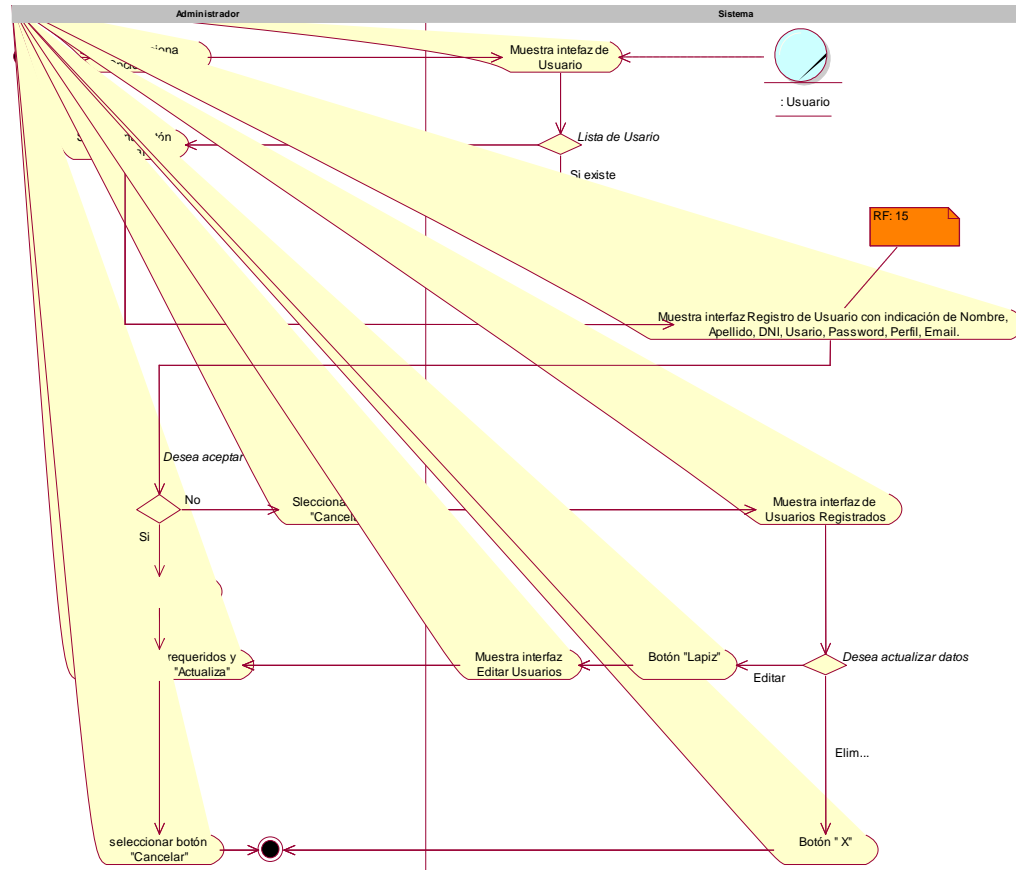 Administrador
Sistema
Muestra intefaz de
Usuario
: Usuario
Lista de Usario
Si existe
RF: 15
Muestra interfaz Registro de Usuario con indicación de Nombre,
Apellido, DNI, Usario, Password, Perfil, Email.
Desea aceptar
No
Si
"Cancela
Muestra interfaz de
Usuarios Registrados
requeridos y
"Actualiza"
Muestra interfaz
Editar Usuarios
Botón "Lapiz"
Editar
Desea actualizar datos
Elim...
seleccionar botón
"Cancelar"
Botón " X"